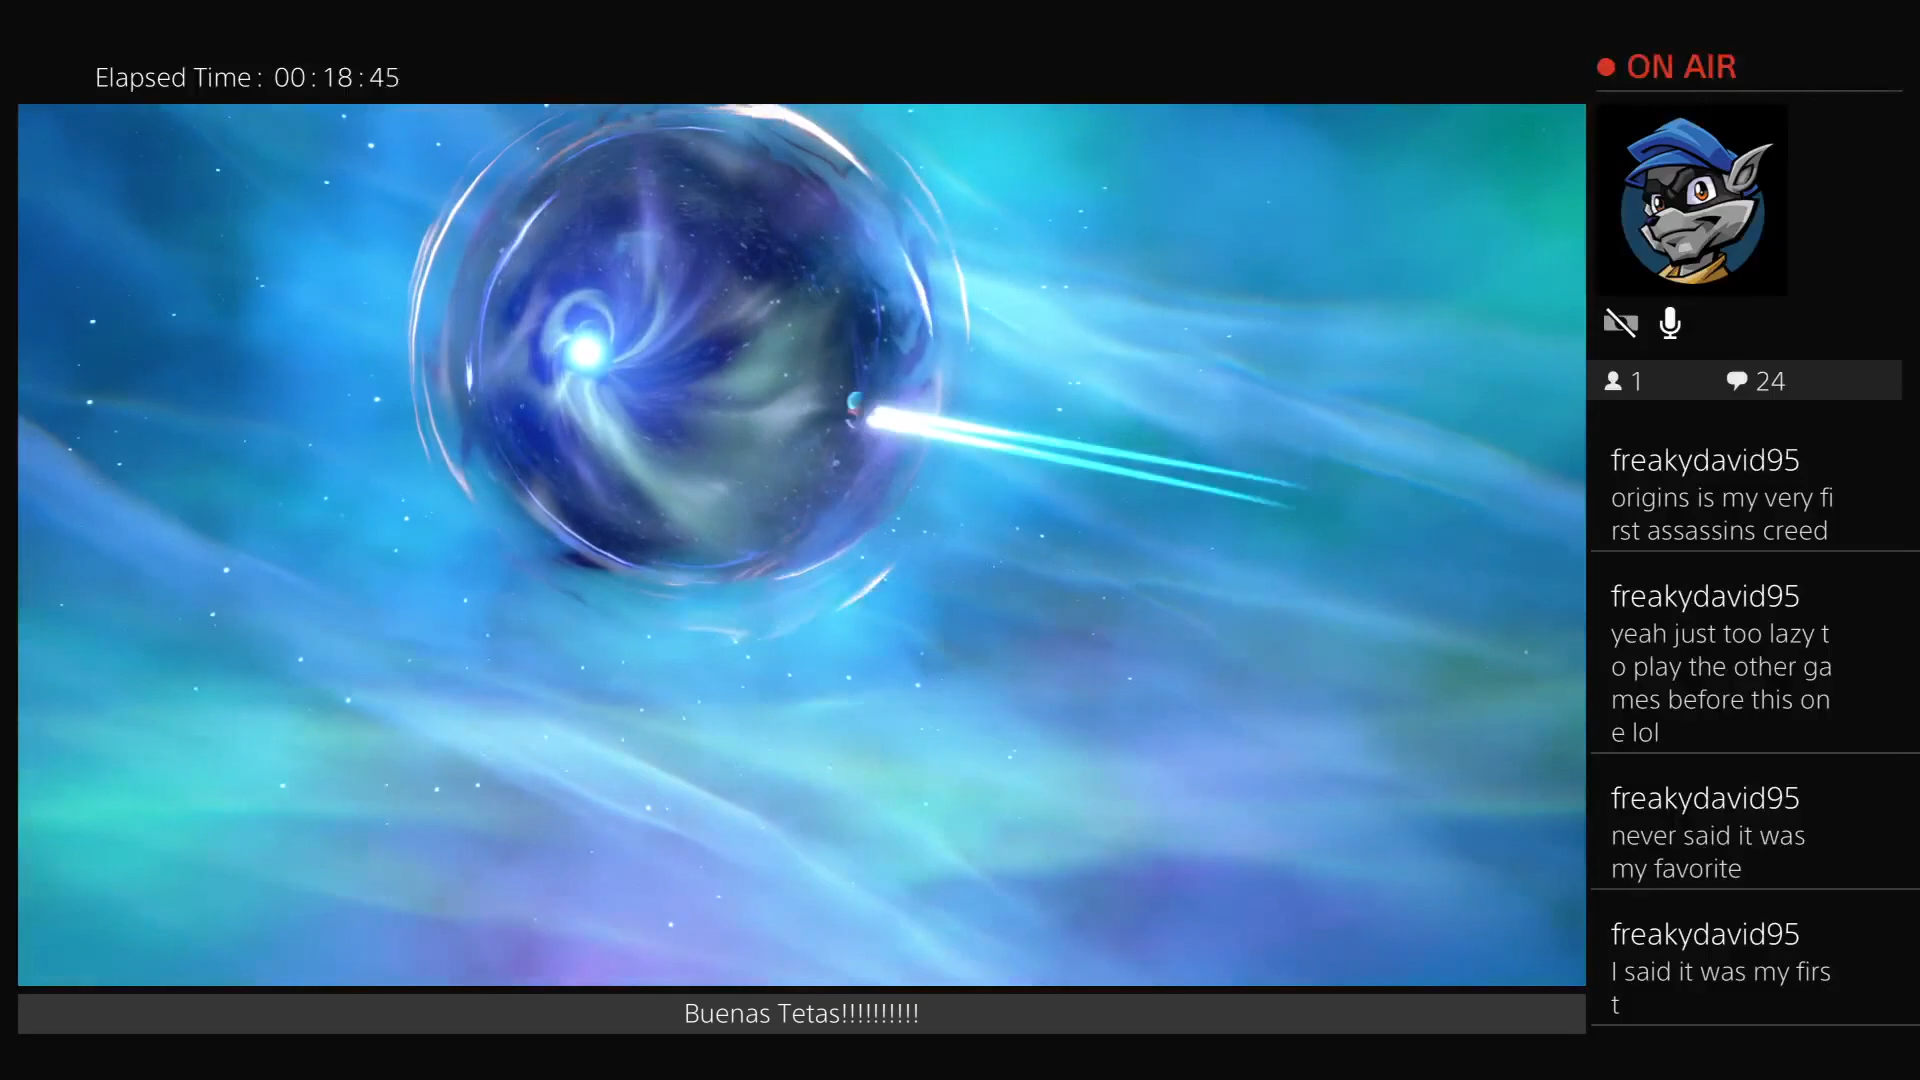 Elapsed Time: 00:18:45
ON AIR
1
24
freakydavid95
origins is my very fi
rst assassins creed
freakydavid95
yeah just too lazy t
o play the other ga
mes before this on
e lol
freakydavid95
never said it was
my favorite
freakydavid95
I said it was my firs
t
Buenas Tetas!!!!!!!!!!